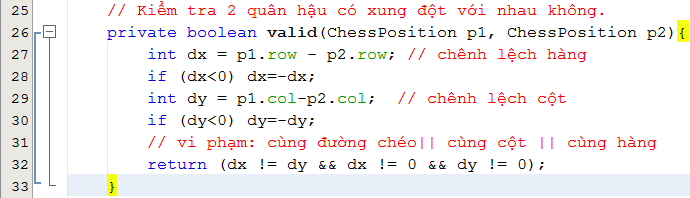 25 // Kiểm tra 2 quân hậu có xung đột với nhau không.
26 private boolean valid(ChessPosition p1, ChessPosition p2){
27 int dx = p1.row - p2.row; // chênh lệch hàng
28 if (dx<0) dx=-dx;
29 int dy = p1.col-p2.col;  // chênh lệch cột
30 if (dy<0) dy=-dy;
31 // vi phạm: cùng đường chéo|| cùng cột || cùng hàng
32 return (dx != dy && dx != 0 && dy != 0);
33 }